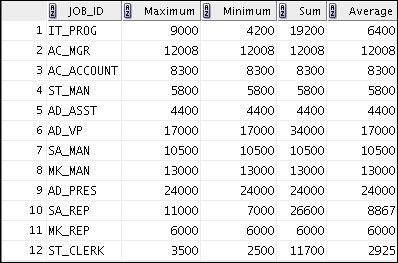 JOB_ID Maximum Minimum Sum Average
1 IT_PROG 9000 4200 19200 6400
2 AC_MGR 12008 12008 12008 12008
3 AC_ACCOUNT 8300 8300 8300 8300
4 ST_MAN 5800 5800 5800 5800
5 AD_ASST 4400 4400 4400 4400
6 AD_VP 17000 17000 34000 17000
7 SA_MAN 10500 10500 10500 10500
8 MK_MAN 13000 13000 13000 13000
9 AD_PRES 24000 24000 24000 24000
10 SA_REP 11000 7000 26600 8867
11 MK_REP 6000 6000 6000 6000
12 ST_CLERK 3500 2500 11700 2925